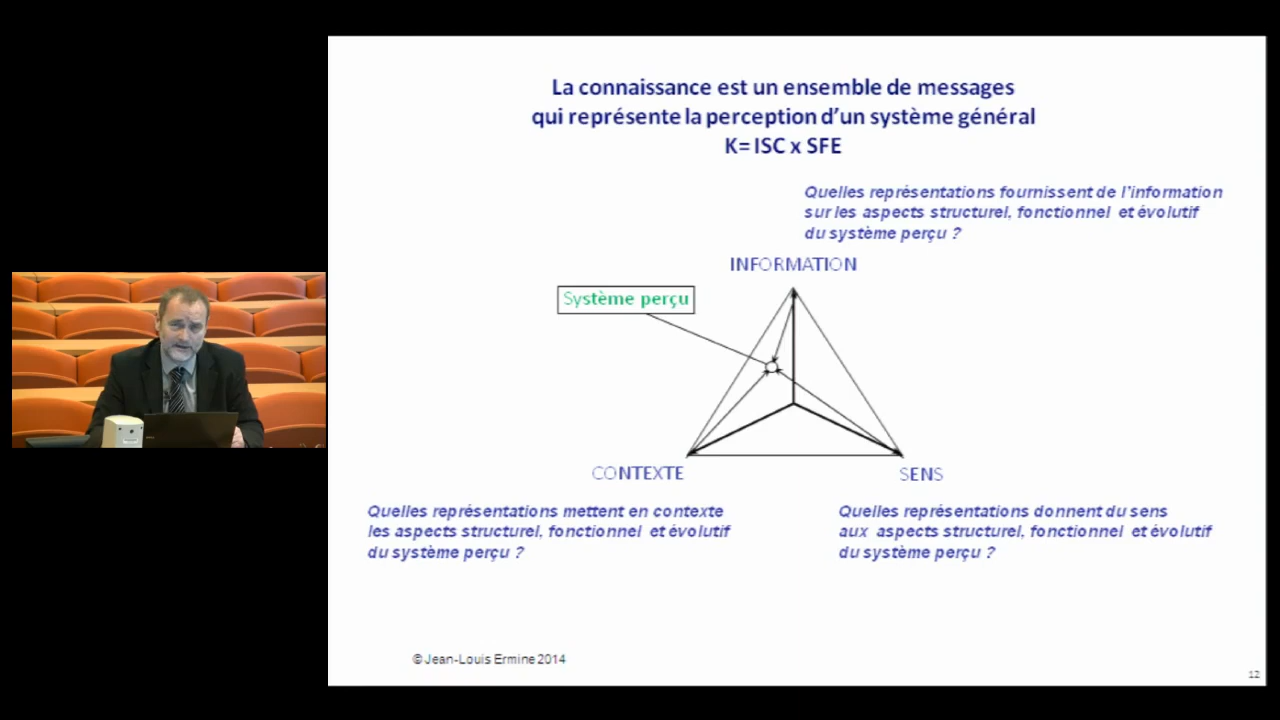 La connaissance est un ensemble de messages
qui représente la perception d'un système général
K= ISC x SFE
Quelles représentations fournissent de l'information
sur les aspects structurel, fonctionnel et évolutif
du système perçu ?
INFORMATION
Système perçu
CONTEXTE
SENS
Quelles représentations mettent en contexte
les aspects structurel, fonctionnel et évolutif
du système perçu ?
Quelles représentations donnent du sens
aux aspects structurel, fonctionnel et évolutif
du système perçu ?
© Jean-Louis Ermine 2014
12